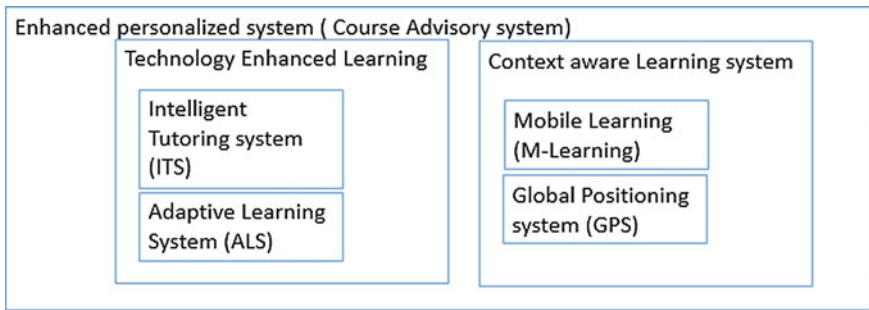 Enhanced personalized system ( Course Advisory system)
Technology Enhanced Learning
Intelligent
Tutoring system
(ITS)
Adaptive Learning
System (ALS)
Context aware Learning system
Mobile Learning
(M-Learning)
Global Positioning
system (GPS)